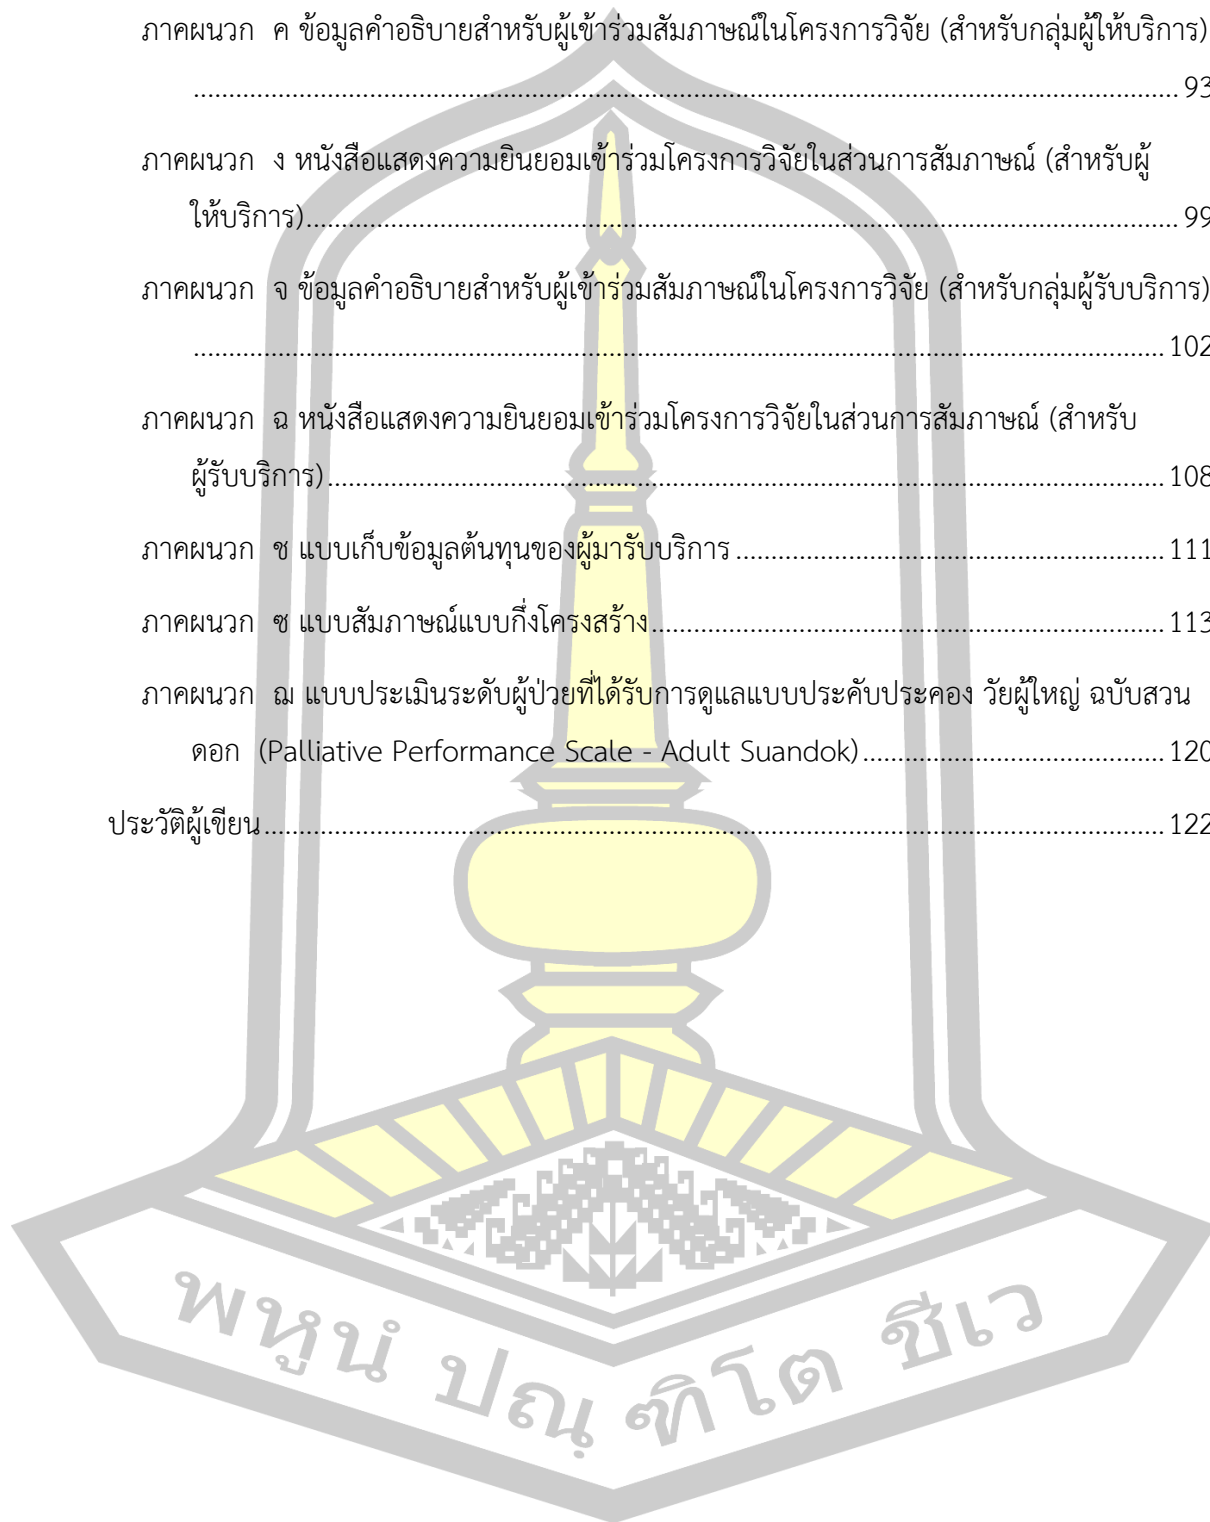 ภาคผนวก ค ข้อมูลคำอธิบายสำหรับผู้เข้าร่วมสัมภาษณ์ในโครงการวิจัย (สำหรับกลุ่มผู้ให้บริการ)
........................................................................................................................................... 93
ภาคผนวก ง หนังสือแสดงความยินยอมเข้าร่วมโครงการวิจัยในส่วนการสัมภาษณ์ (สำหรับผู้
ให้บริการ)........................................................................................................................... 99
ภาคผนวก จ ข้อมูลคำอธิบายสำหรับผู้เข้าร่วมสัมภาษณ์ในโครงการวิจัย (สำหรับกลุ่มผู้รับบริการ)
......................................................................................................................................... 102
ภาคผนวก ฉ หนังสือแสดงความยินยอมเข้าร่วมโครงการวิจัยในส่วนการสัมภาษณ์ (สำหรับ
ผู้รับบริการ)...................................................................................................................... 108
ภาคผนวก ช แบบเก็บข้อมูลต้นทุนของผู้มารับบริการ............................................................. 111
ภาคผนวก ซ แบบสัมภาษณ์แบบกึ่งโครงสร้าง......................................................................... 113
ภาคผนวก ฌ แบบประเมินระดับผู้ป่วยที่ได้รับการดูแลแบบประคับประคอง วัยผู้ใหญ่ ฉบับสวน
ดอก (Palliative Performance Scale - Adult Suandok)........................................... 120
ประวัติผู้เขียน................................................................................................................................ 122
พหูนํ ปณฺฑิโต ชีเว